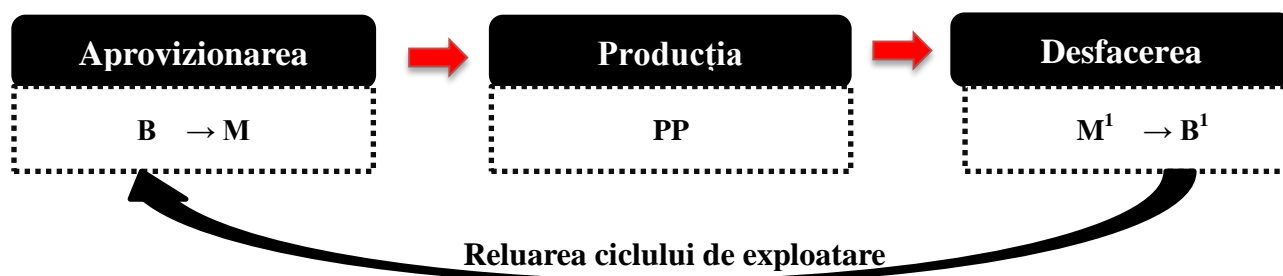 Aprovizionarea
Producția
Desfacerea
B → M
PP
M¹ → B¹
Reluarea ciclului de exploatare